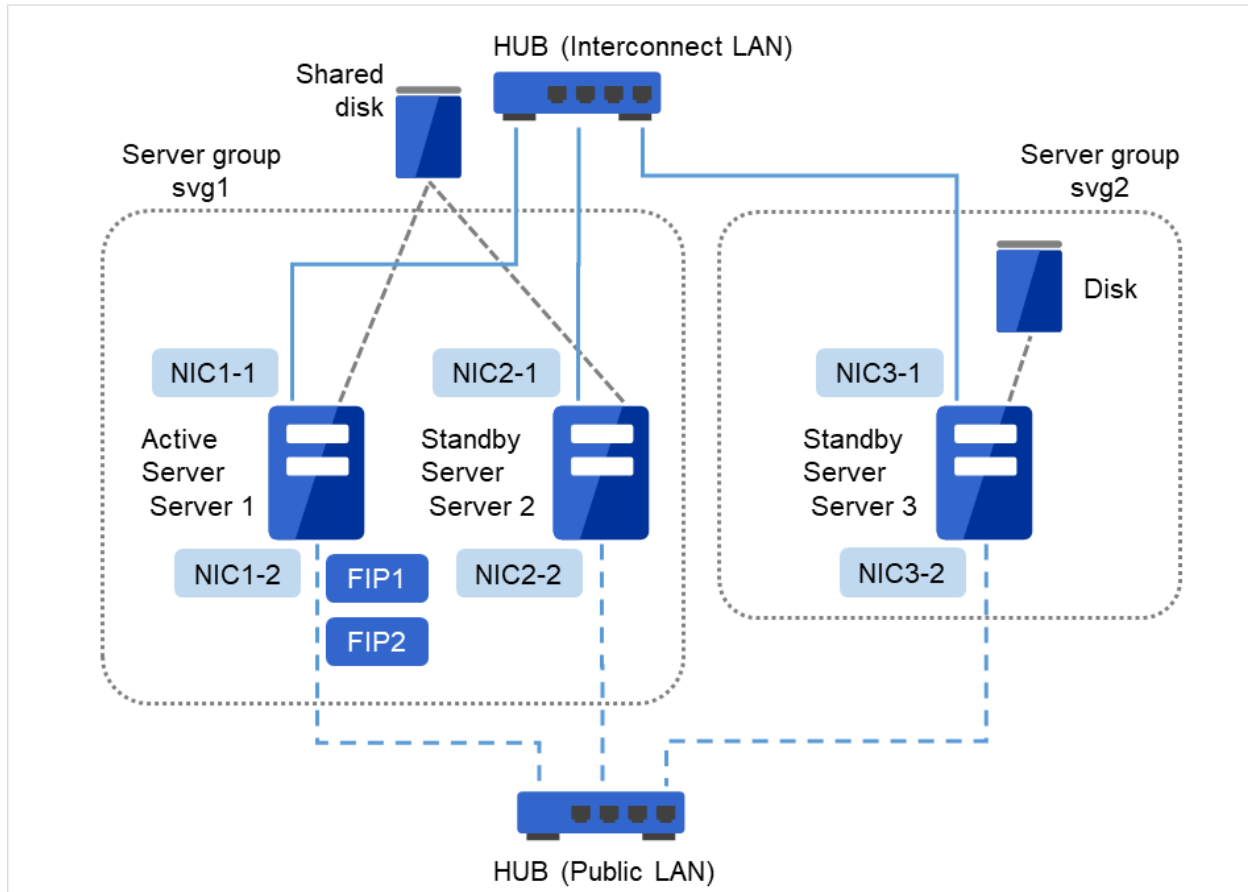 HUB (Interconnect LAN)
Shared
disk
Server group
svg1
Server group
svg2
Disk
NIC1-1
NIC2-1
NIC3-1
Active
Server
Server 1
Standby
Server
Server 2
Standby
Server
Server 3
NIC1-2
FIP1
NIC2-2
NIC3-2
FIP2
HUB (Public LAN)